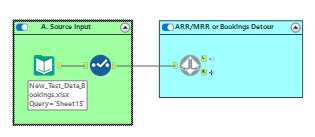 A. Source Input
ARR/MRR or Bookings Detour
New_Test_Data_B
ookings.xlsx
Query=`Sheet1$`